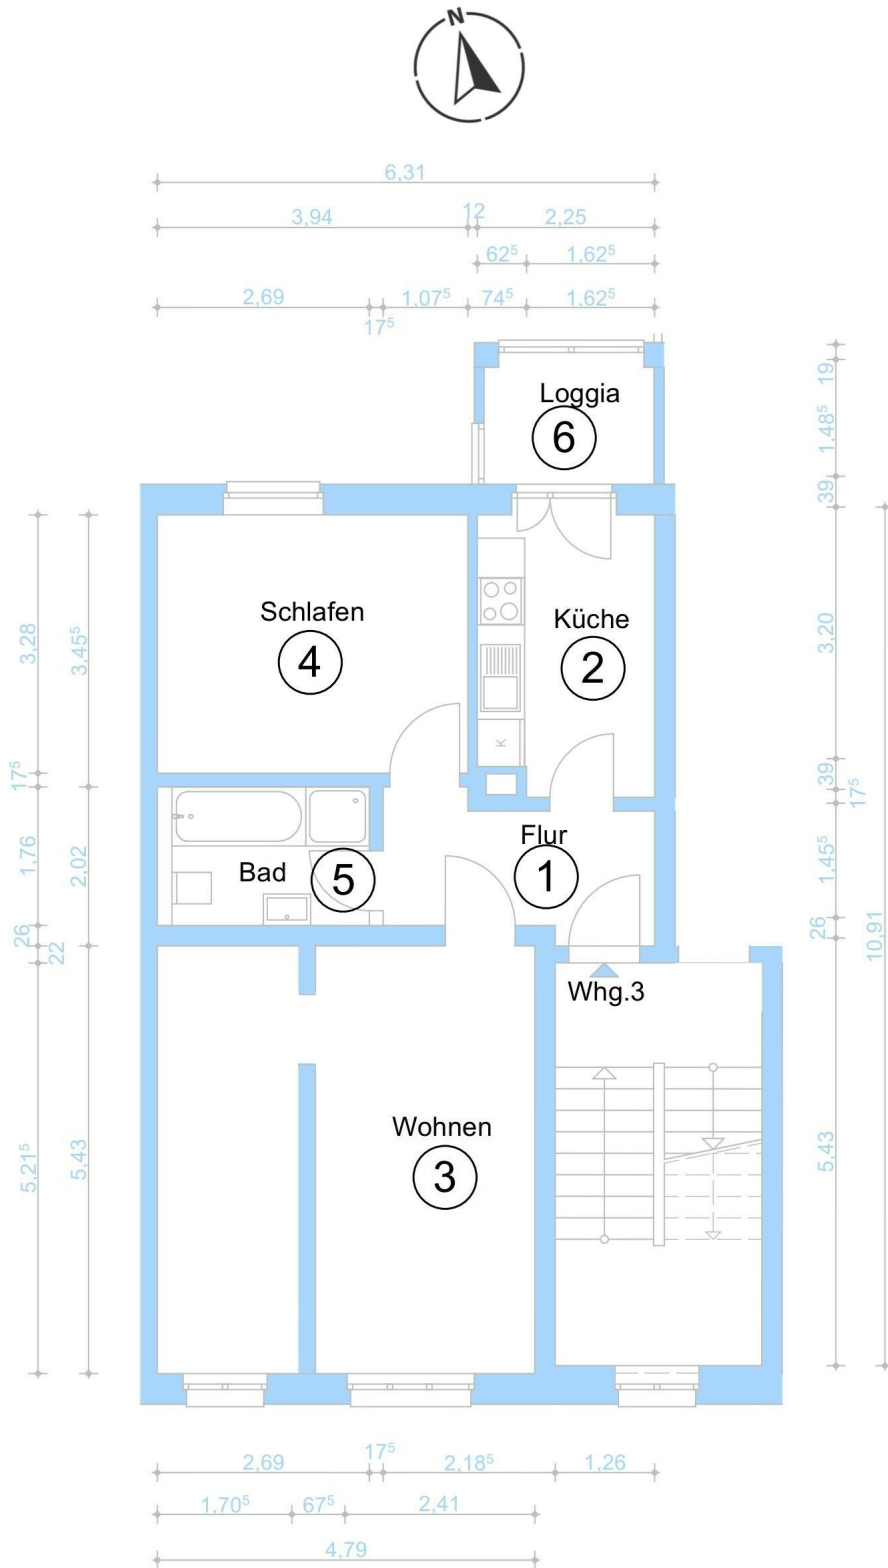 N
6,31
3,94 12 2,25
62⁵ 1,62⁵
2,69 17⁵ 1,07⁵ 74⁵ 1,62⁵
Loggia
6
19
1,48⁵
39
Schlafen
4
Küche
2
K
3,28
3,45⁵
3,20
17⁵
39
17⁵
Flur
1
Bad
5
1,76
2,02
1,45⁵
26
22
26
10,91
Whg.3
Wohnen
3
5,21⁵
5,43
5,43
2,69 17⁵ 2,18⁵ 1,26
1,70⁵ 67⁵ 2,41
4,79